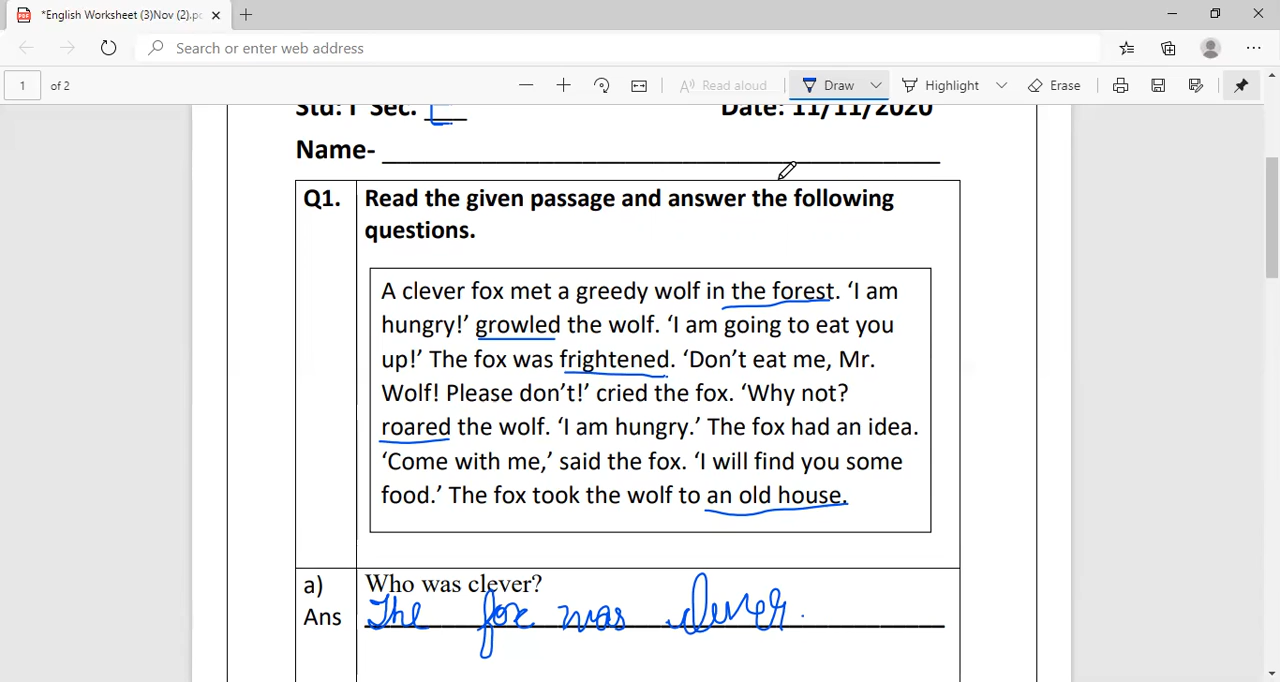 *English Worksheet (3)Nov (2).pd
Search or enter web address
1 of 2
Read aloud Draw Highlight Erase
Std: I Sec. Date: 11/11/2020
Name-
Q1. Read the given passage and answer the following
questions.
A clever fox met a greedy wolf in the forest. ‘I am
hungry!’ growled the wolf. ‘I am going to eat you
up!’ The fox was frightened. ‘Don’t eat me, Mr.
Wolf! Please don’t!’ cried the fox. ‘Why not?
roared the wolf. ‘I am hungry.’ The fox had an idea.
‘Come with me,’ said the fox. ‘I will find you some
food.’ The fox took the wolf to an old house.
a) Who was clever?
Ans The fox was clever.